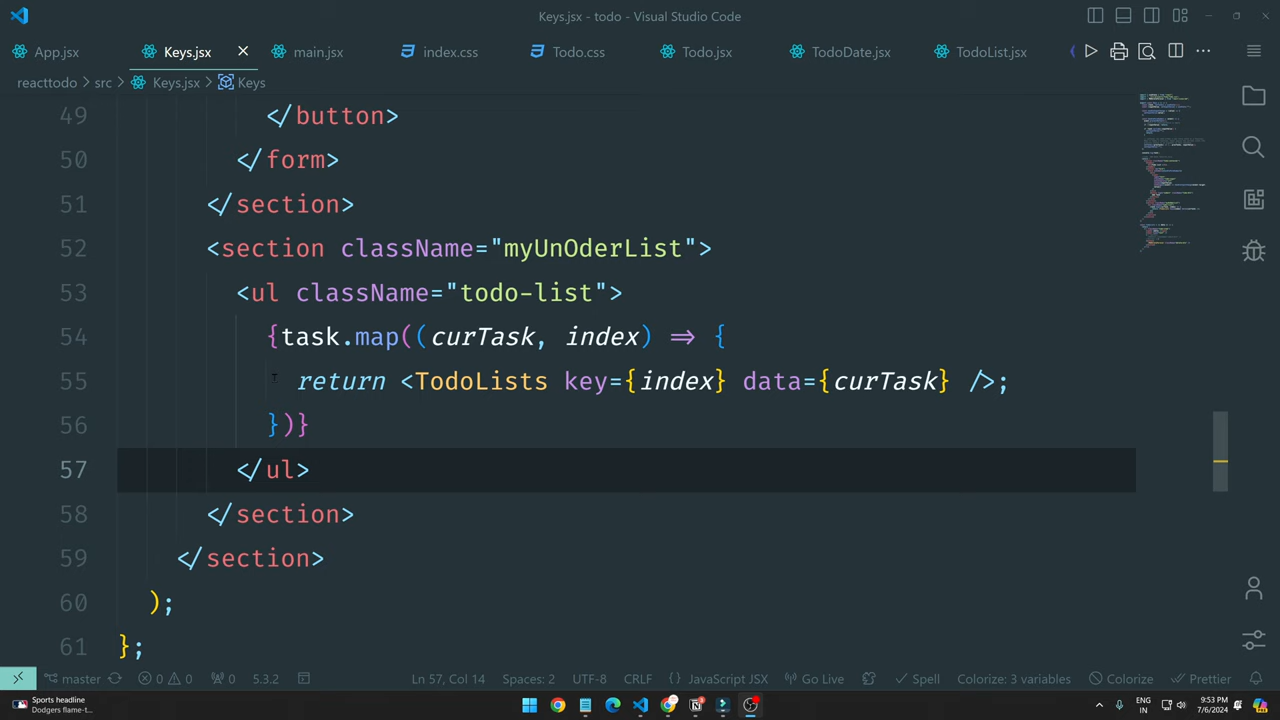 Keys.jsx - todo - Visual Studio Code
App.jsx Keys.jsx main.jsx index.css Todo.css Todo.jsx TodoDate.jsx TodoList.jsx
reacttodo > src > Keys.jsx > Keys
49 </button>
50 </form>
51 </section>
52 <section className="myUnOderList">
53 <ul className="todo-list">
54 {task.map((curTask, index) => {
55 return <TodoLists key={index} data={curTask} />;
56 })}
57 </ul>
58 </section>
59 </section>
60 );
61 };
master 0 0 0 5.3.2 Ln 57, Col 14 Spaces: 2 UTF-8 CRLF {} JavaScript JSX Go Live Spell Colorize: 3 variables Colorize Prettier
Sports headline
Dodgers flame-t...
ENG
IN
9:53 PM
7/6/2024